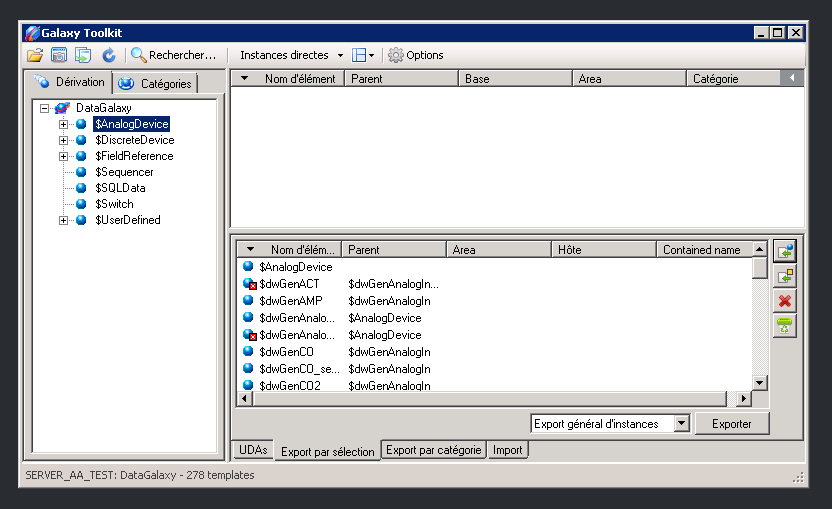 Galaxy Toolkit
Rechercher... Instances directes Options
Dérivation Catégories
DataGalaxy
$AnalogDevice
$DiscreteDevice
$FieldReference
$Sequencer
$SQLData
$Switch
$UserDefined
Nom d'élément Parent Base Area Catégorie
Nom d'élém... Parent Area Hôte Contained name
$AnalogDevice
$dwGenACT $dwGenAnalogIn...
$dwGenAMP $dwGenAnalogIn
$dwGenAnalo... $AnalogDevice
$dwGenAnalo... $AnalogDevice
$dwGenCO $dwGenAnalogIn
$dwGenCO_se... $dwGenAnalogIn
$dwGenCO2 $dwGenAnalogIn
Export général d'instances Exporter
UDAs Export par sélection Export par catégorie Import
SERVER_AA_TEST: DataGalaxy - 278 templates